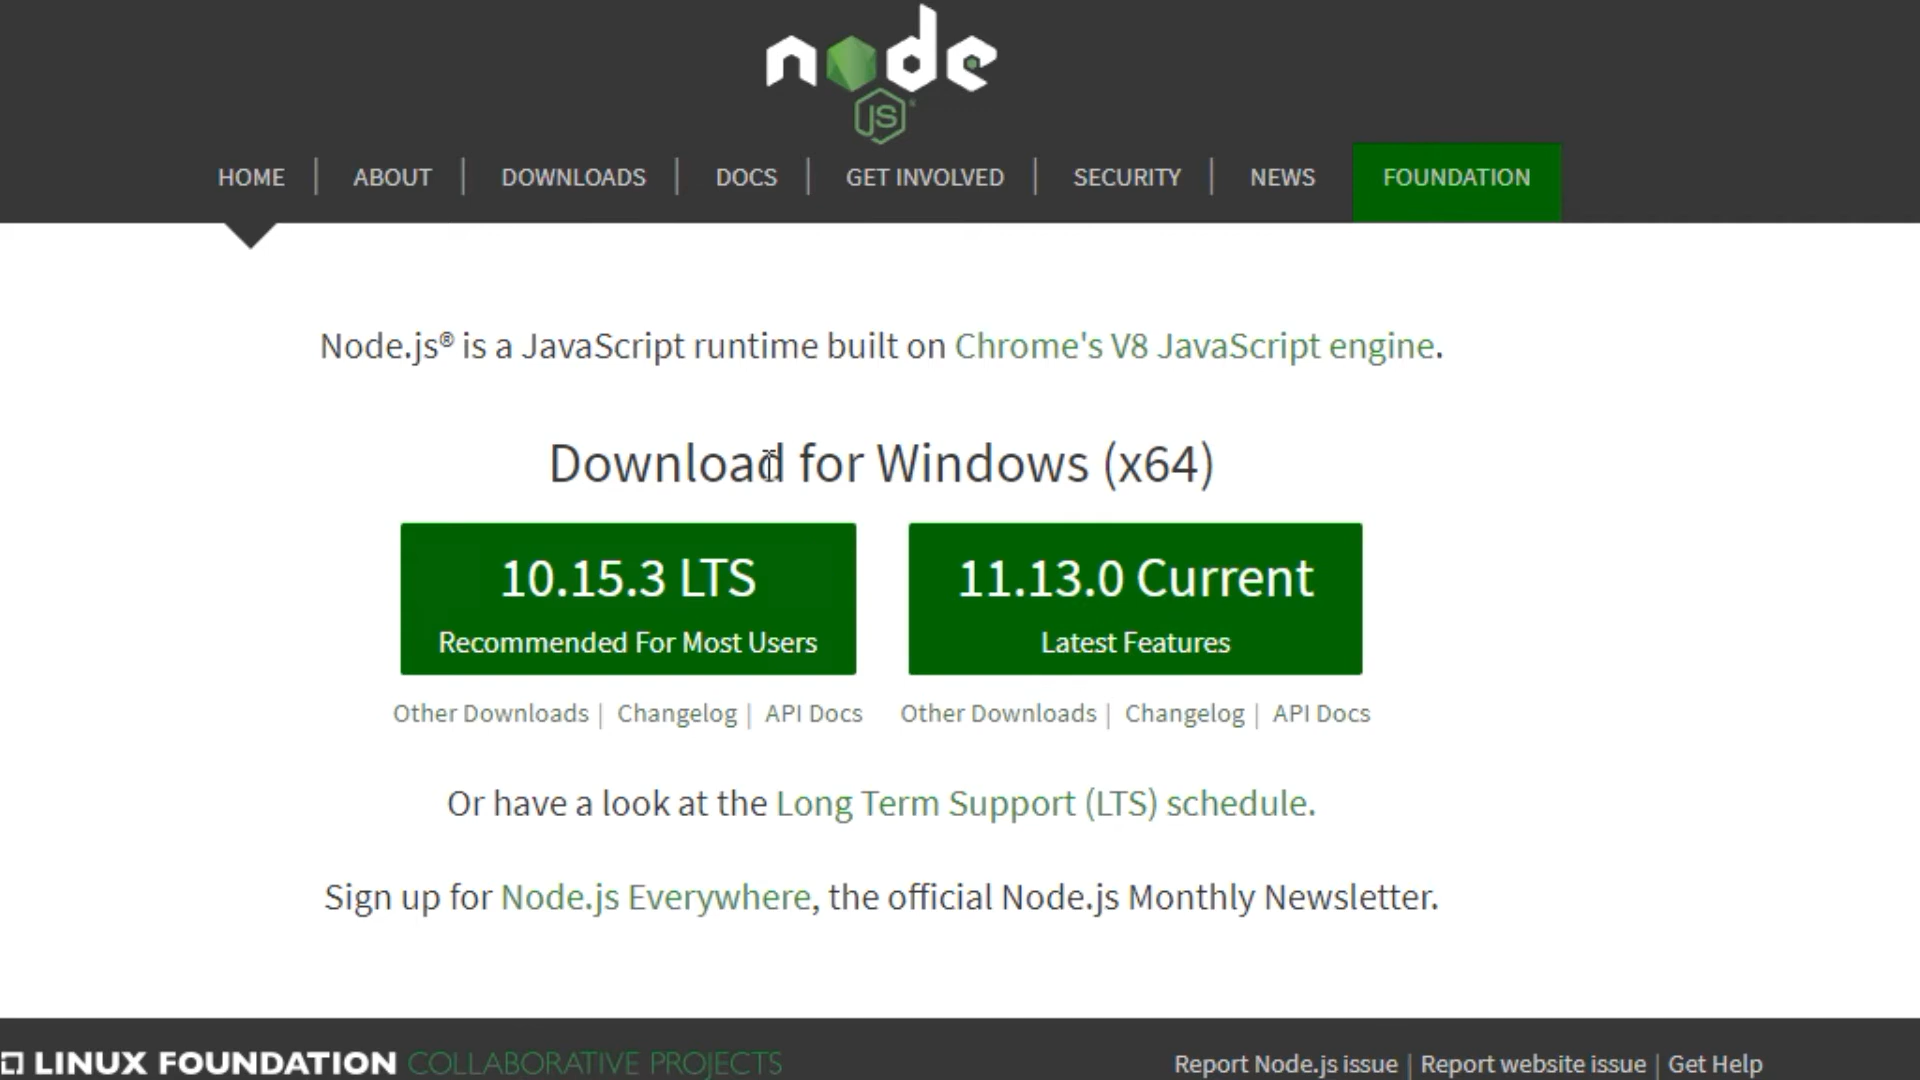 node
JS
HOME | ABOUT | DOWNLOADS | DOCS | GET INVOLVED | SECURITY | NEWS FOUNDATION
Node.js® is a JavaScript runtime built on Chrome's V8 JavaScript engine.
Download for Windows (x64)
10.15.3 LTS
Recommended For Most Users
11.13.0 Current
Latest Features
Other Downloads | Changelog | API Docs
Other Downloads | Changelog | API Docs
Or have a look at the Long Term Support (LTS) schedule.
Sign up for Node.js Everywhere, the official Node.js Monthly Newsletter.
LINUX FOUNDATION COLLABORATIVE PROJECTS
Report Node.js issue | Report website issue | Get Help